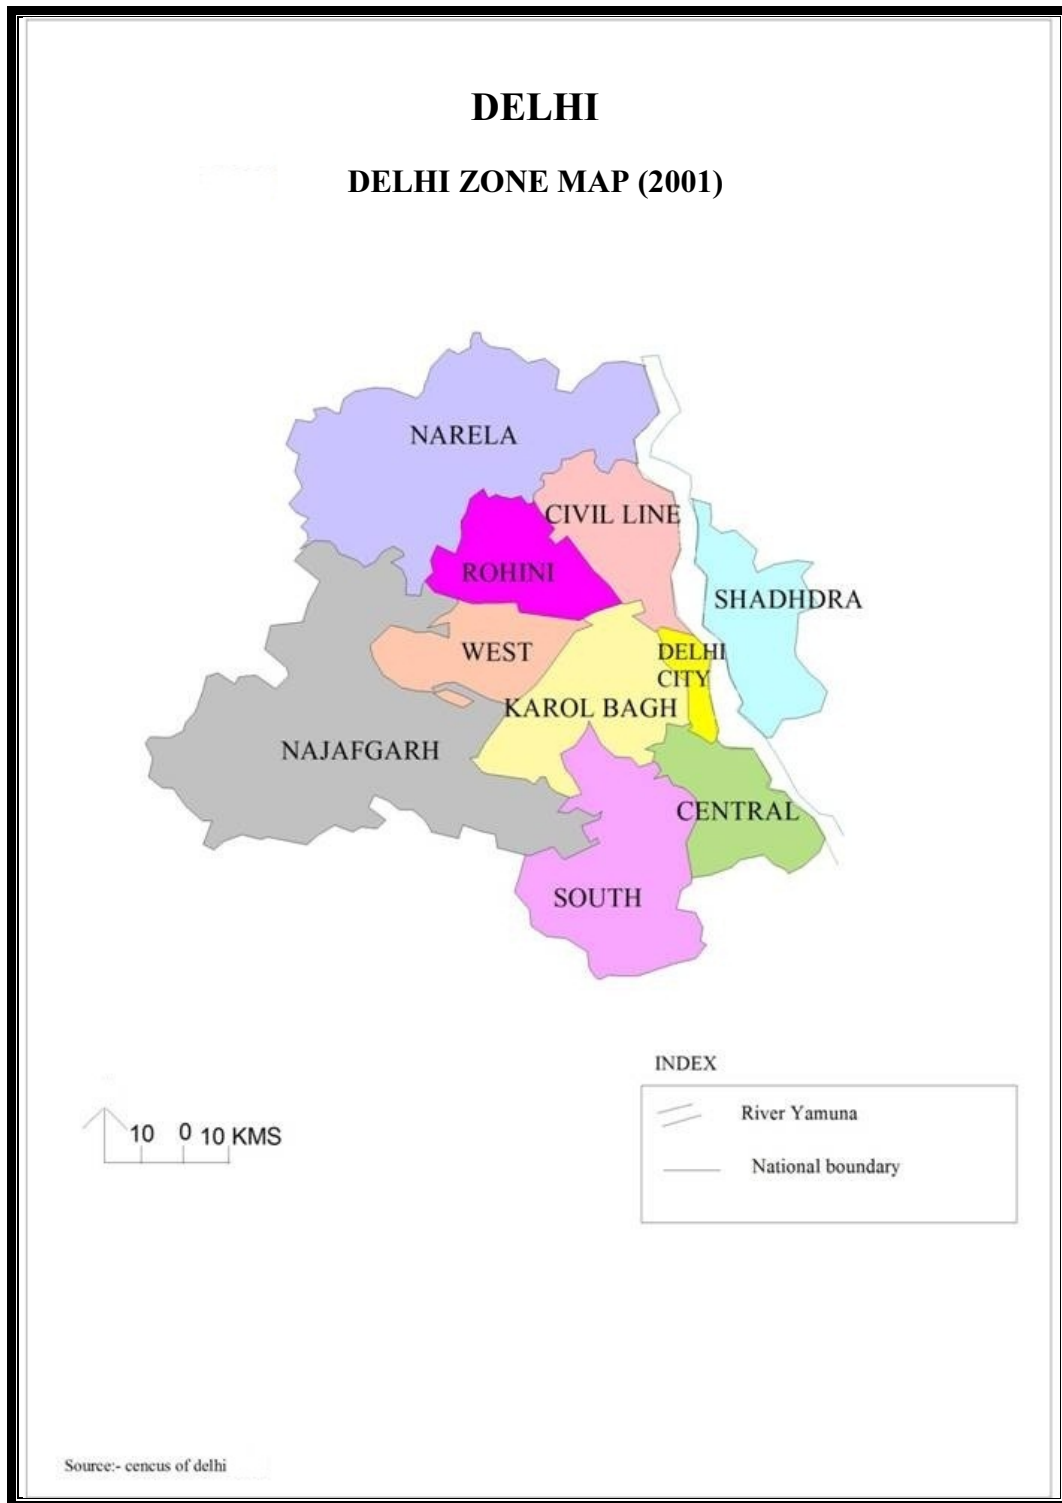 DELHI
DELHI ZONE MAP (2001)
NARELA
CIVIL LINE
ROHINI
SHADHDRA
WEST
DELHI
CITY
KAROL BAGH
NAJAFGARH
CENTRAL
SOUTH
INDEX
River Yamuna
National boundary
10 0 10 KMS
Source:- cencus of delhi